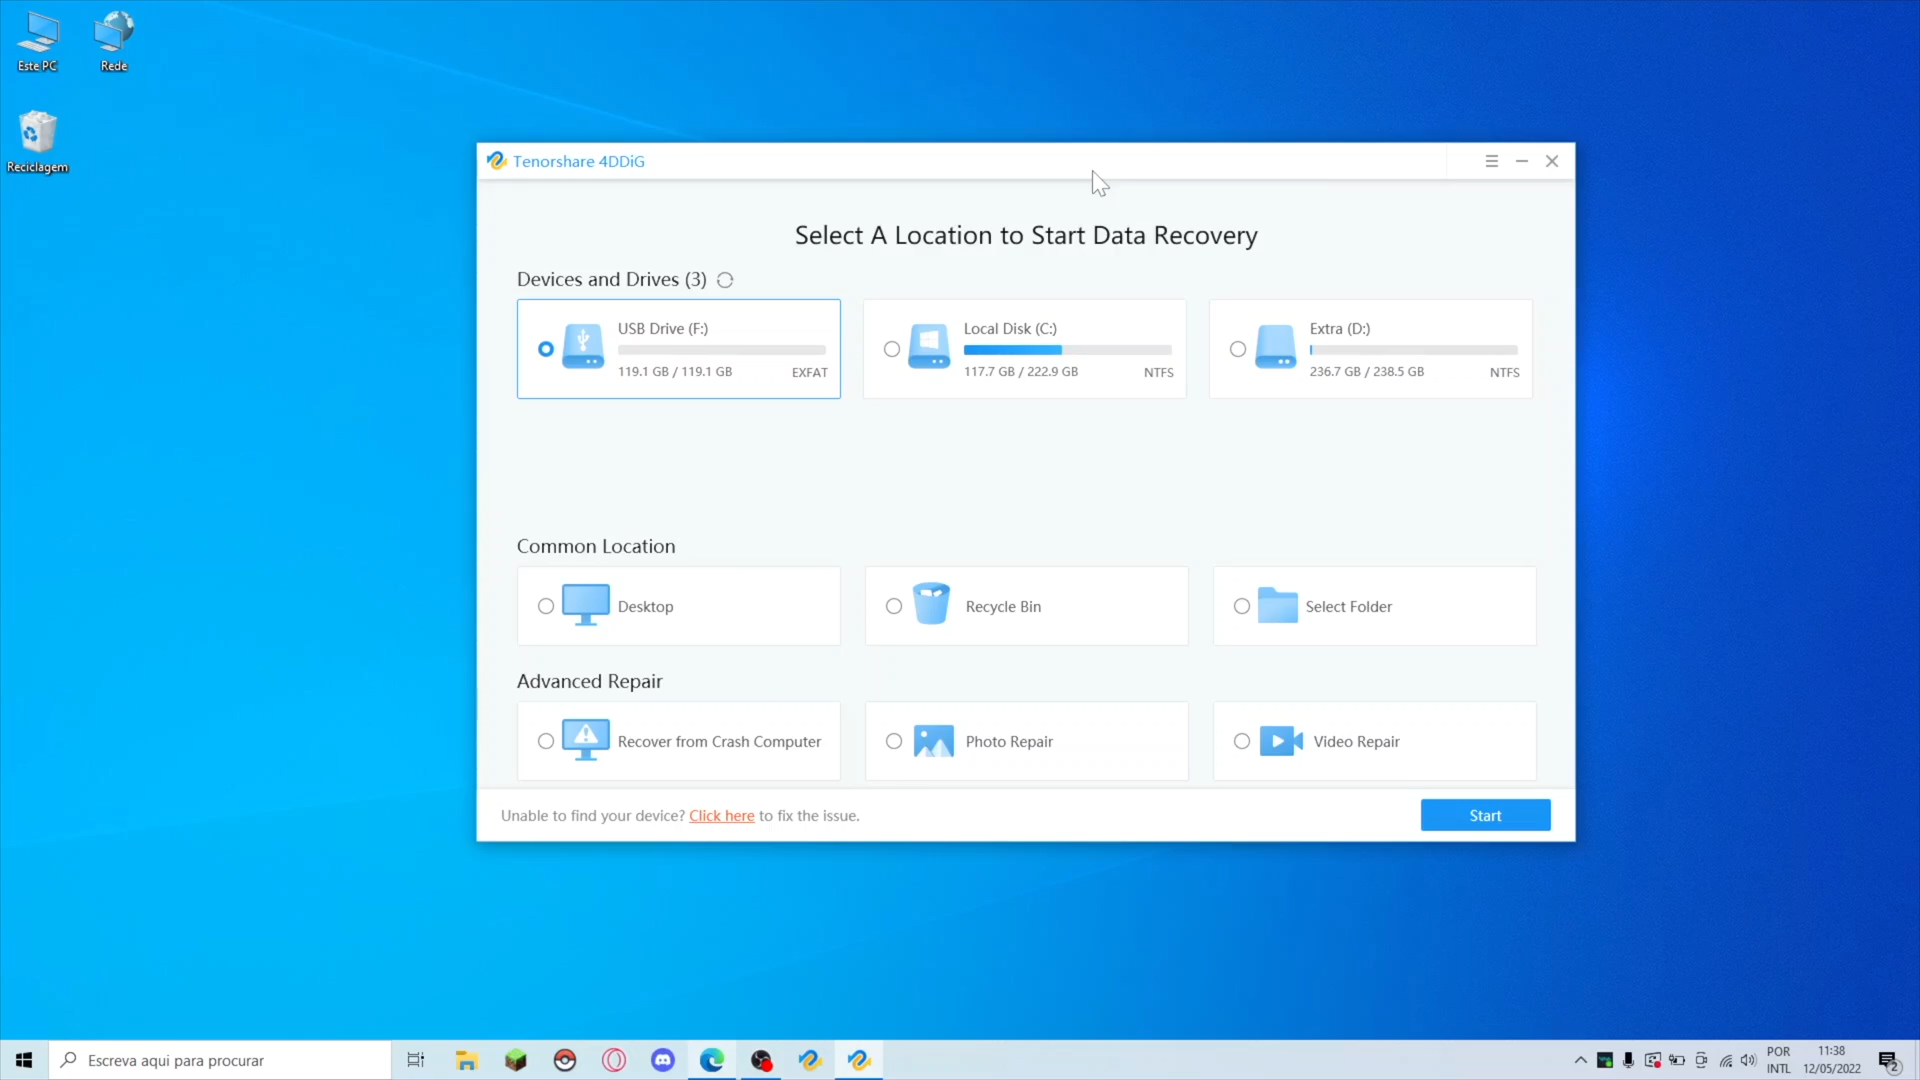 Este PC
Rede
Reciclagem
Tenorshare 4DDiG
Select A Location to Start Data Recovery
Devices and Drives (3)
USB Drive (F:)
119.1 GB / 119.1 GB
EXFAT
Local Disk (C:)
117.7 GB / 222.9 GB
NTFS
Extra (D:)
236.7 GB / 238.5 GB
NTFS
Common Location
Desktop
Recycle Bin
Select Folder
Advanced Repair
Recover from Crash Computer
Photo Repair
Video Repair
Unable to find your device? Click here to fix the issue.
Start
Escreva aqui para procurar
POR
INTL
11:38
12/05/2022
2